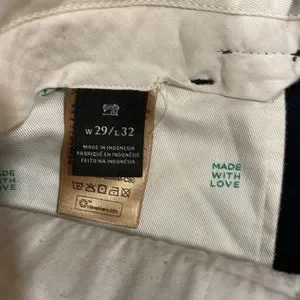 W 29/L 32
MADE IN INDONESIA
FABRIQUÉ EN INDONÉSIE
FEITO NA INDONÉSIA
MADE
WITH
LOVE
MADE
WITH
LOVE